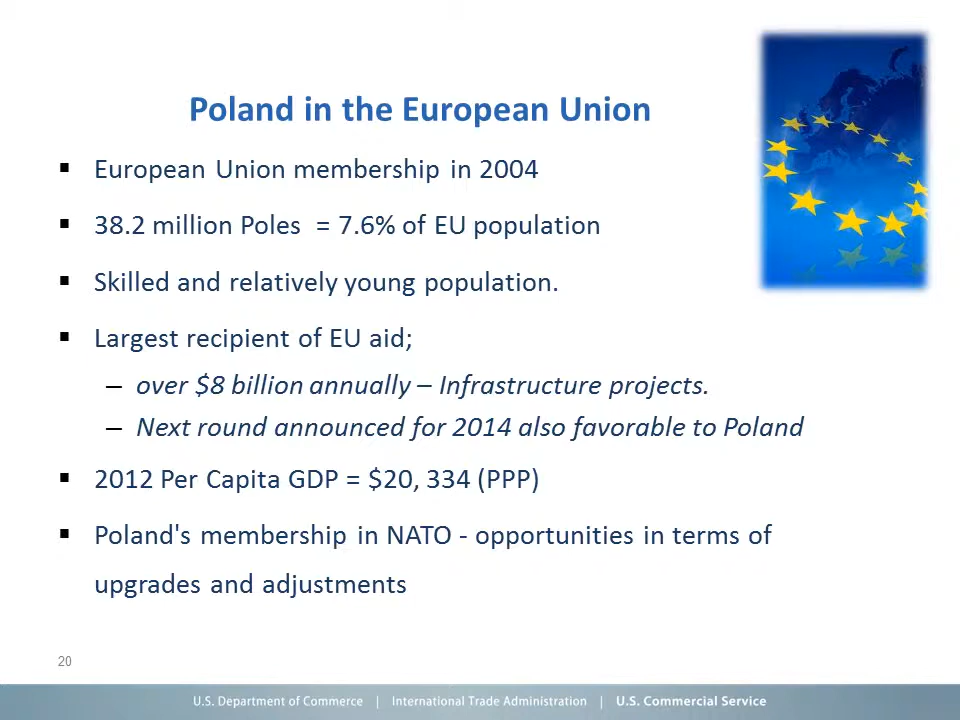 Poland in the European Union
▪ European Union membership in 2004
▪ 38.2 million Poles = 7.6% of EU population
▪ Skilled and relatively young population.
▪ Largest recipient of EU aid;
– over $8 billion annually – Infrastructure projects.
– Next round announced for 2014 also favorable to Poland
▪ 2012 Per Capita GDP = $20, 334 (PPP)
▪ Poland's membership in NATO - opportunities in terms of
upgrades and adjustments
20
U.S. Department of Commerce | International Trade Administration | U.S. Commercial Service